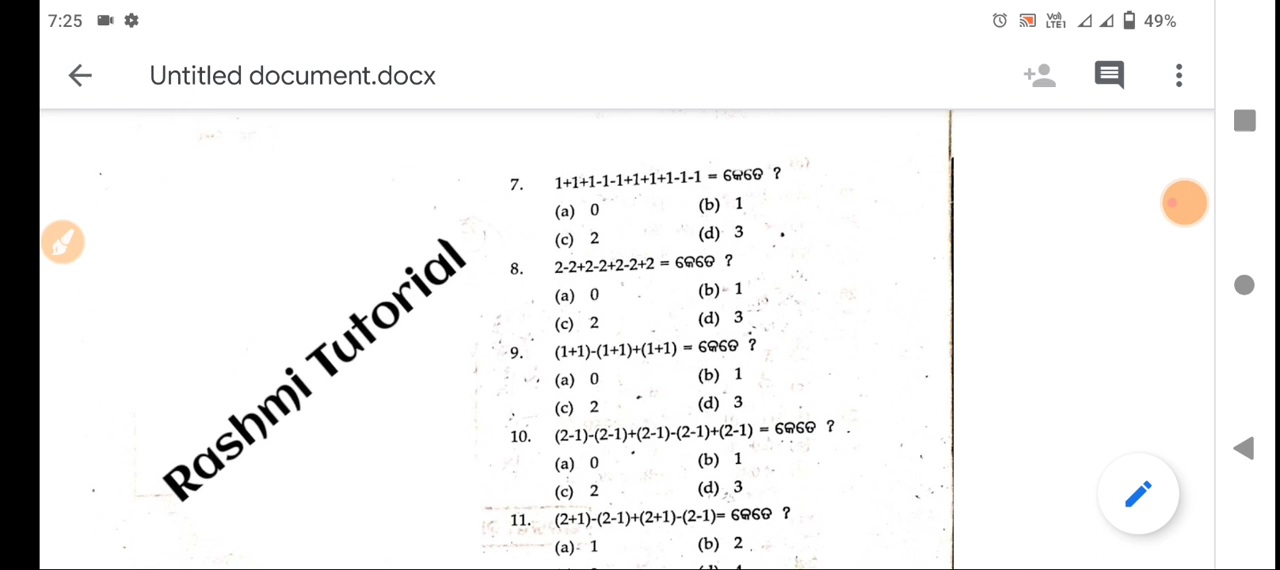 7:25
Vo)) LTE1
49%
Untitled document.docx
7. 1+1+1-1-1+1+1+1-1-1 = କେତେ ?
(a) 0 (b) 1
(c) 2 (d) 3
8. 2-2+2-2+2-2+2 = କେତେ ?
(a) 0 (b) 1
(c) 2 (d) 3
9. (1+1)-(1+1)+(1+1) = କେତେ ?
(a) 0 (b) 1
(c) 2 (d) 3
10. (2-1)-(2-1)+(2-1)-(2-1)+(2-1) = କେତେ ?
(a) 0 (b) 1
(c) 2 (d) 3
11. (2+1)-(2-1)+(2+1)-(2-1)= କେତେ ?
(a) 1 (b) 2
Rashmi Tutorial